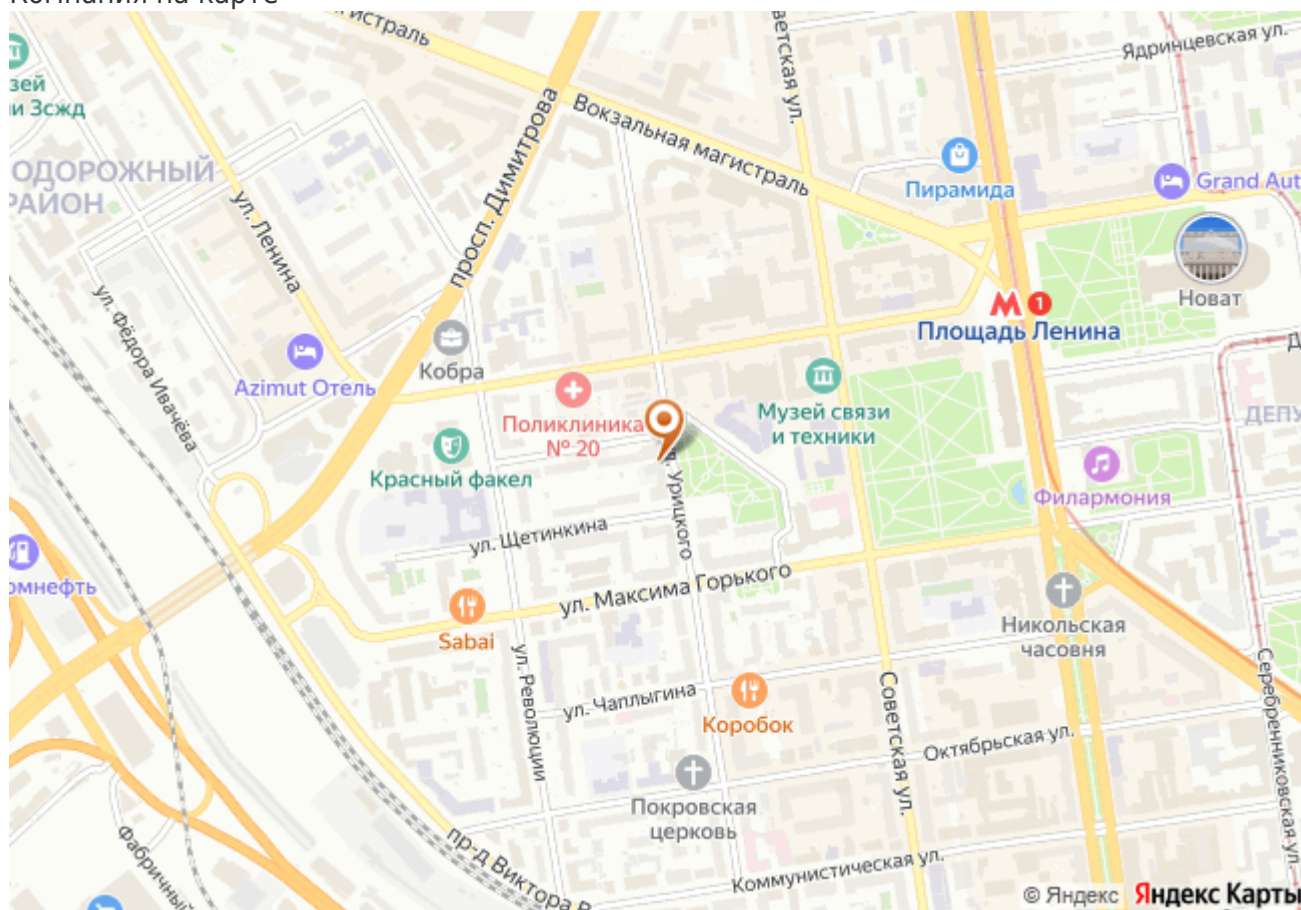 Компания на карте
истраль
ветская ул.
Ядринцевская ул.
зей
и Зсжд
Вокзальная магистраль
просп. Димитрова
Пирамида
Grand Aut
ОДОРОЖНЫЙ
РАЙОН
ул. Ленина
Новат
М 1
Площадь Ленина
ул. Фёдора Ивачёва
Кобра
Azimut Отель
Поликлиника
№ 20
Музей связи
и техники
ДЕПУ
Красный факел
Филармония
ул. Щетинкина
Урицкого
омнефть
ул. Максима Горького
Sabai
Никольская
часовня
ул. Революции
ул. Чаплыгина
Коробок
Советская ул.
Серебренниковская ул.
Октябрьская ул.
Покровская
церковь
Фабричный
пр-д Виктора
Коммунистическая ул.
© Яндекс Яндекс Карты